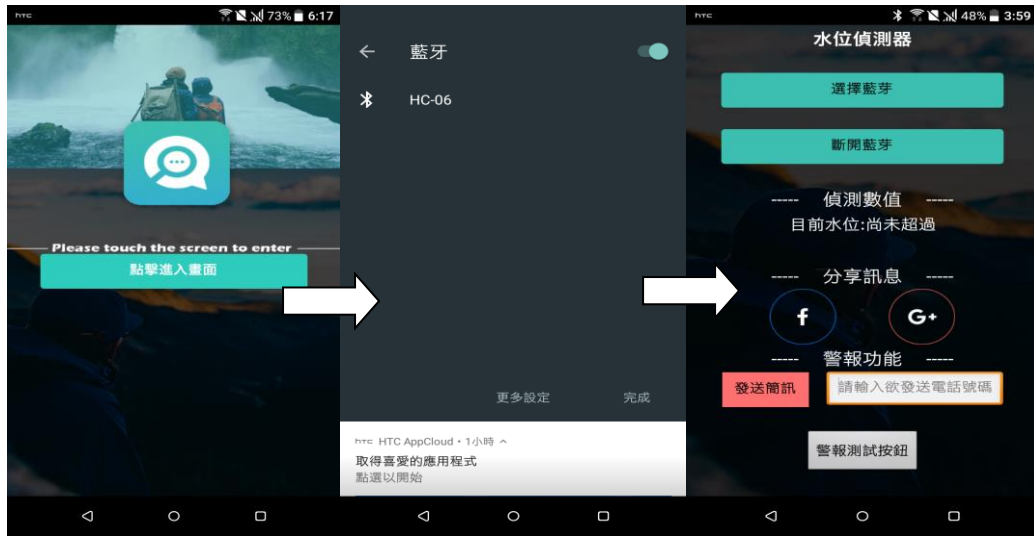 hTC 73% 6:17
Please touch the screen to enter
點擊進入畫面
藍牙
HC-06
更多設定
完成
hTC HTC AppCloud・1小時
取得喜愛的應用程式
點選以開始
hTC 48% 3:59
水位偵測器
選擇藍芽
斷開藍芽
----- 偵測數值 -----
目前水位:尚未超過
----- 分享訊息 -----
f G+
----- 警報功能 -----
發送簡訊 請輸入欲發送電話號碼
警報測試按鈕